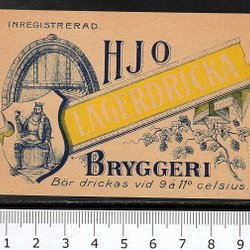 INREGISTRERAD.
HJO
LAGERDRICKA
BRYGGERI
Bör drickas vid 9 à 11° celsius
0 1 2 3 4 5 6 7 8 9